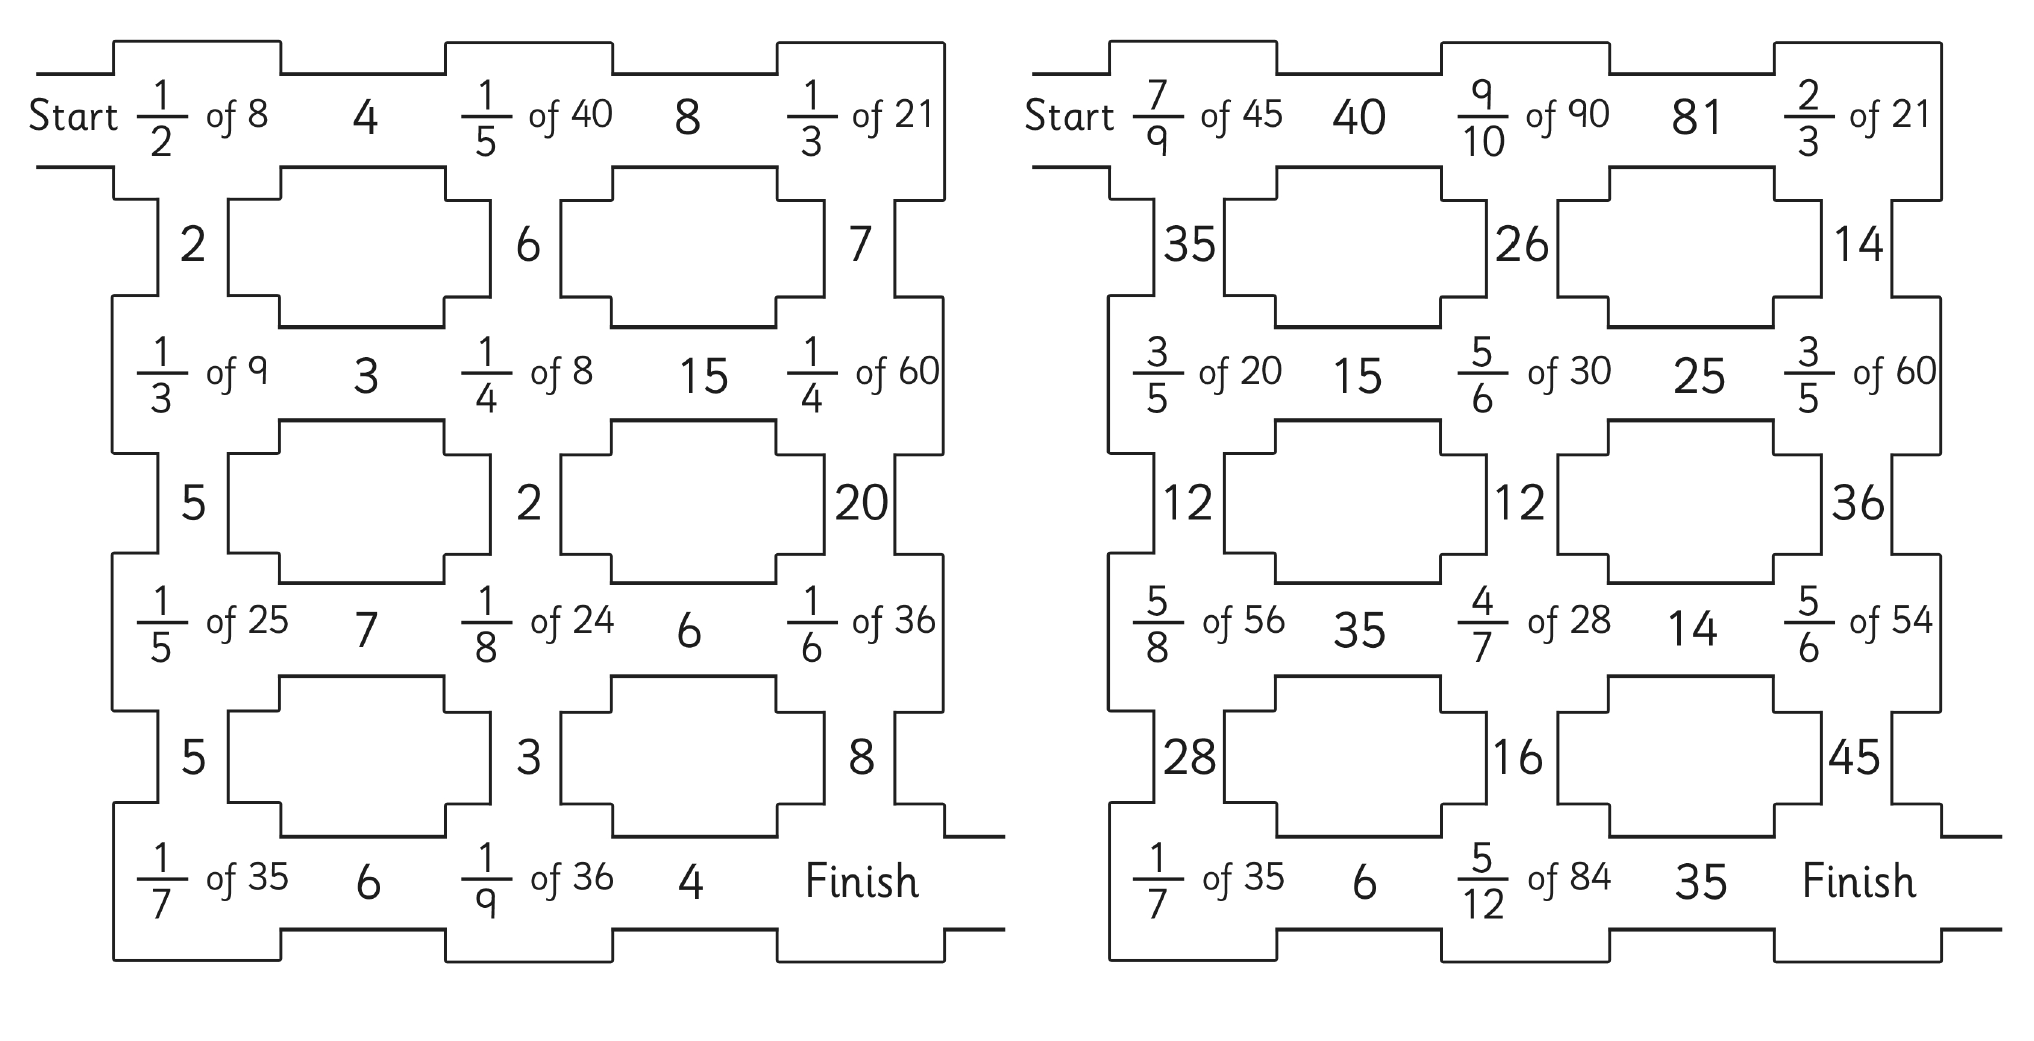 Start 1/2 of 8 4 1/5 of 40 8 1/3 of 21
2 6 7
1/3 of 9 3 1/4 of 8 15 1/4 of 60
5 2 20
1/5 of 25 7 1/8 of 24 6 1/6 of 36
5 3 8
1/7 of 35 6 1/9 of 36 4 Finish
Start 7/9 of 45 40 9/10 of 90 81 2/3 of 21
35 26 14
3/5 of 20 15 5/6 of 30 25 3/5 of 60
12 12 36
5/8 of 56 35 4/7 of 28 14 5/6 of 54
28 16 45
1/7 of 35 6 5/12 of 84 35 Finish